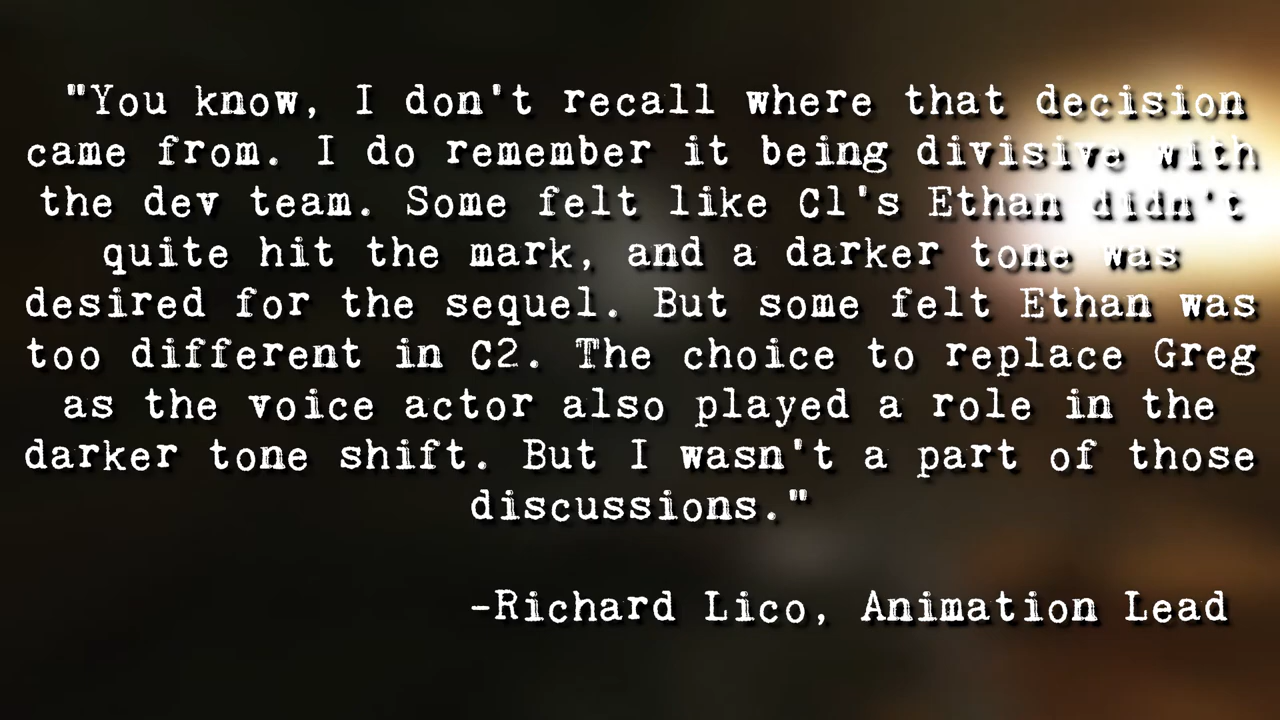 "You know, I don't recall where that decision
came from. I do remember it being divisive with
the dev team. Some felt like C1's Ethan didn't
quite hit the mark, and a darker tone was
desired for the sequel. But some felt Ethan was
too different in C2. The choice to replace Greg
as the voice actor also played a role in the
darker tone shift. But I wasn't a part of those
discussions."
-Richard Lico, Animation Lead